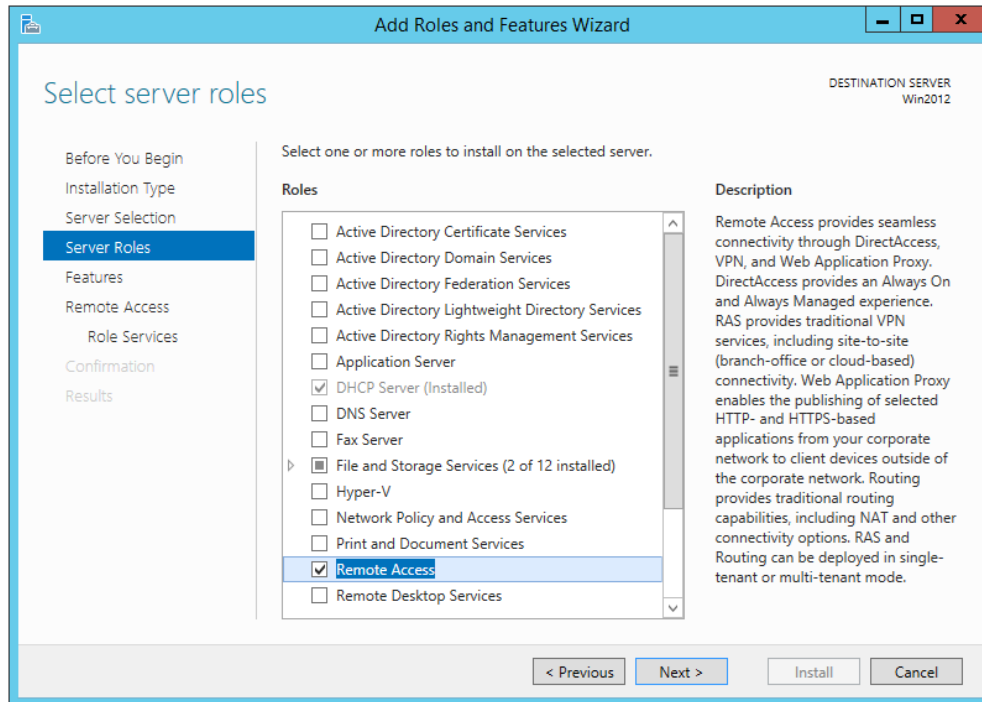 Add Roles and Features Wizard
Select server roles
DESTINATION SERVER
Win2012
Before You Begin
Installation Type
Server Selection
Server Roles
Features
Remote Access
Role Services
Confirmation
Results
Select one or more roles to install on the selected server.
Roles
Active Directory Certificate Services
Active Directory Domain Services
Active Directory Federation Services
Active Directory Lightweight Directory Services
Active Directory Rights Management Services
Application Server
DHCP Server (Installed)
DNS Server
Fax Server
File and Storage Services (2 of 12 installed)
Hyper-V
Network Policy and Access Services
Print and Document Services
Remote Access
Remote Desktop Services
Description
Remote Access provides seamless
connectivity through DirectAccess,
VPN, and Web Application Proxy.
DirectAccess provides an Always On
and Always Managed experience.
RAS provides traditional VPN
services, including site-to-site
(branch-office or cloud-based)
connectivity. Web Application Proxy
enables the publishing of selected
HTTP- and HTTPS-based
applications from your corporate
network to client devices outside of
the corporate network. Routing
provides traditional routing
capabilities, including NAT and other
connectivity options. RAS and
Routing can be deployed in single-
tenant or multi-tenant mode.
< Previous
Next >
Install
Cancel